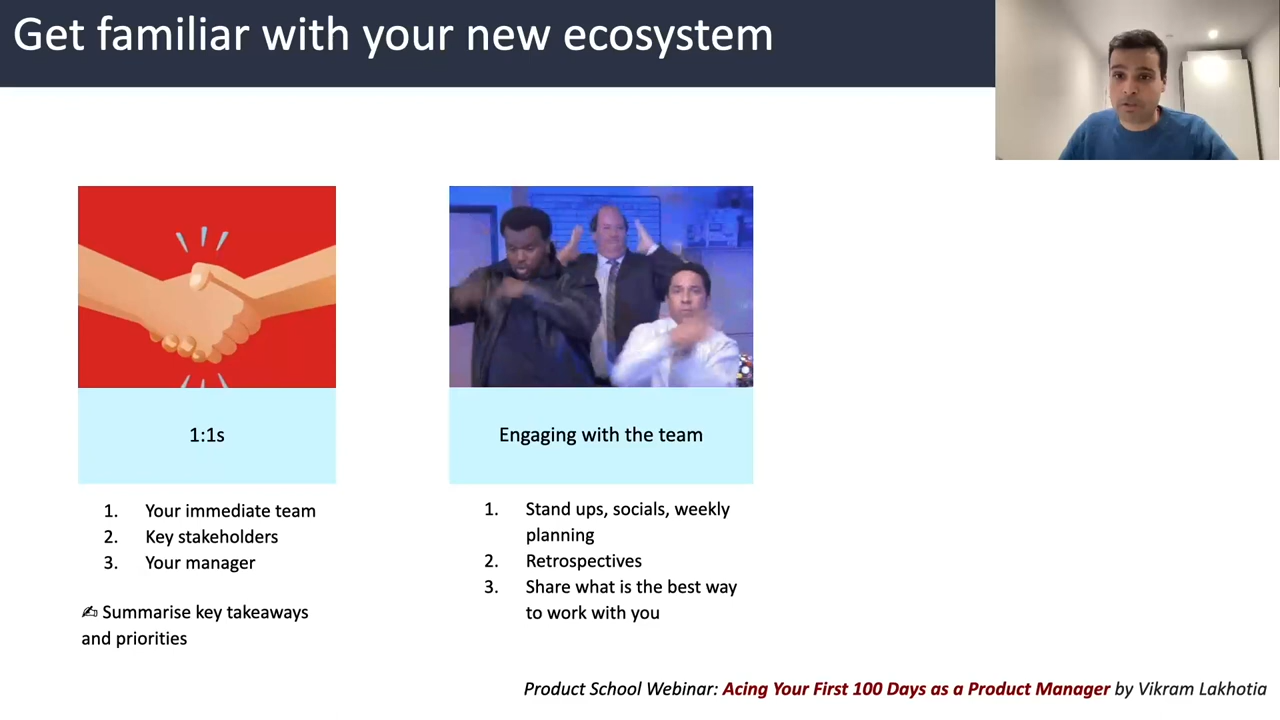 Get familiar with your new ecosystem
1:1s
1. Your immediate team
2. Key stakeholders
3. Your manager
✍ Summarise key takeaways
and priorities
Engaging with the team
1. Stand ups, socials, weekly
planning
2. Retrospectives
3. Share what is the best way
to work with you
Product School Webinar: Acing Your First 100 Days as a Product Manager by Vikram Lakhotia